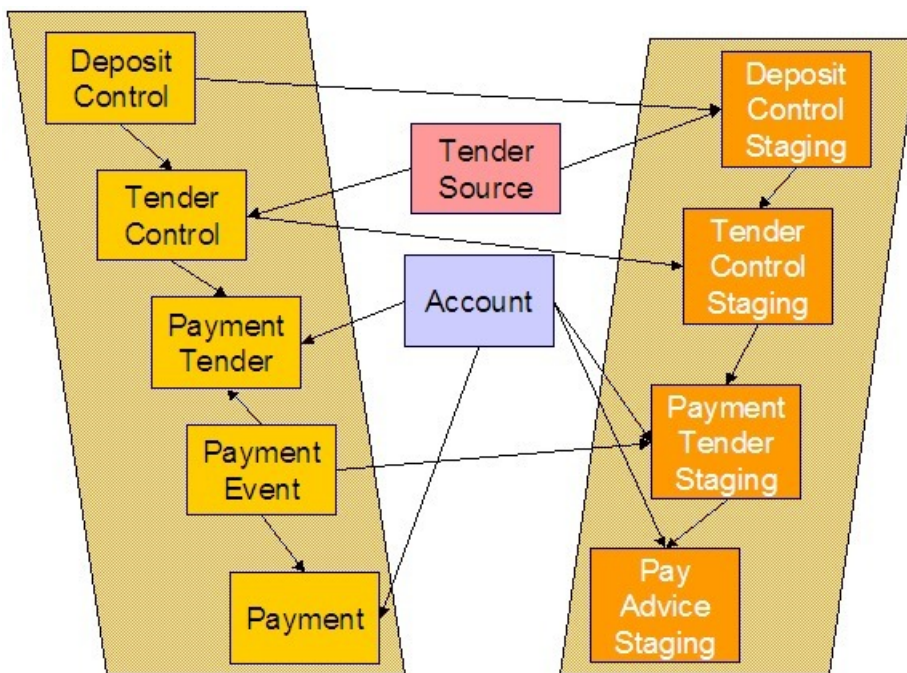 Deposit
Control
Tender
Control
Payment
Tender
Payment
Event
Payment
Tender
Source
Account
Deposit
Control
Staging
Tender
Control
Staging
Payment
Tender
Staging
Pay
Advice
Staging